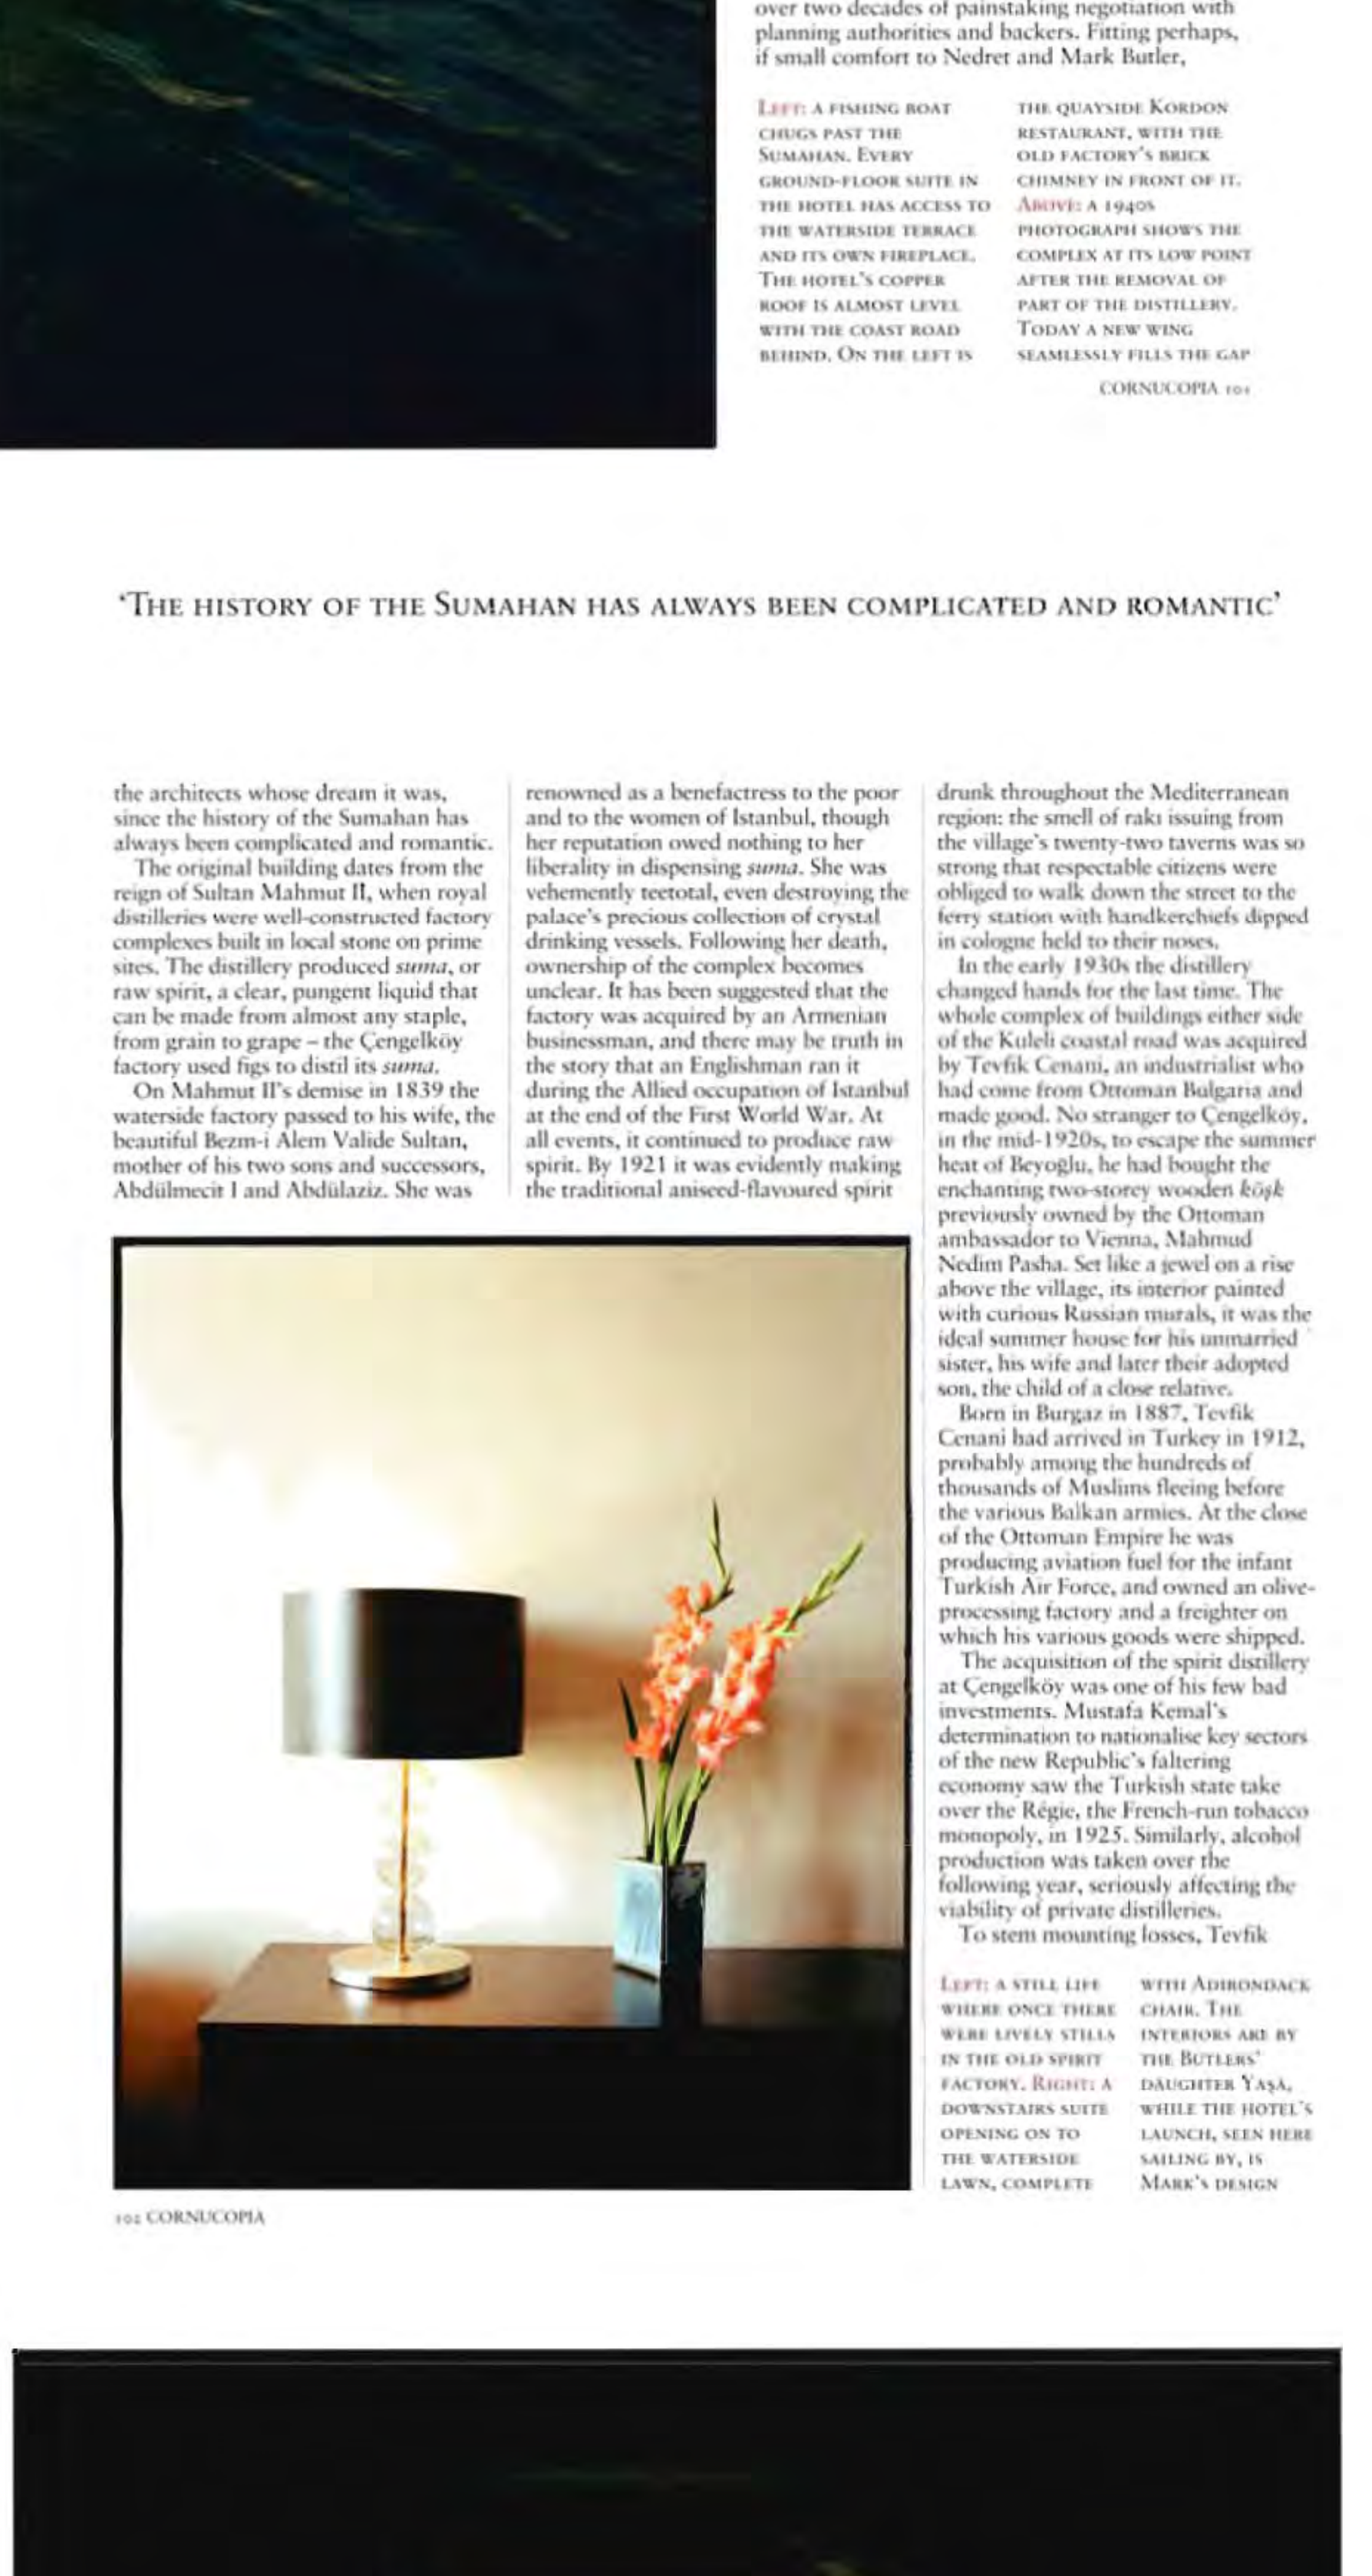 over two decades of painstaking negotiation with
planning authorities and backers. Fitting perhaps,
if small comfort to Nedret and Mark Butler,
LEFT: A FISHING BOAT
CHUGS PAST THE
SUMAHAN. EVERY
GROUND-FLOOR SUITE IN
THE HOTEL HAS ACCESS TO
THE WATERSIDE TERRACE
AND ITS OWN FIREPLACE.
THE HOTEL'S COPPER
ROOF IS ALMOST LEVEL
WITH THE COAST ROAD
BEHIND. ON THE LEFT IS
THE QUAYSIDE KORDON
RESTAURANT, WITH THE
OLD FACTORY'S BRICK
CHIMNEY IN FRONT OF IT.
ABOVE: A 1940S
PHOTOGRAPH SHOWS THE
COMPLEX AT ITS LOW POINT
AFTER THE REMOVAL OF
PART OF THE DISTILLERY.
TODAY A NEW WING
SEAMLESSLY FILLS THE GAP
CORNUCOPIA 101
'THE HISTORY OF THE SUMAHAN HAS ALWAYS BEEN COMPLICATED AND ROMANTIC'
the architects whose dream it was,
since the history of the Sumahan has
always been complicated and romantic.
The original building dates from the
reign of Sultan Mahmut II, when royal
distilleries were well-constructed factory
complexes built in local stone on prime
sites. The distillery produced suma, or
raw spirit, a clear, pungent liquid that
can be made from almost any staple,
from grain to grape – the Çengelköy
factory used figs to distil its suma.
On Mahmut II's demise in 1839 the
waterside factory passed to his wife, the
beautiful Bezm-i Alem Valide Sultan,
mother of his two sons and successors,
Abdülmecit I and Abdülaziz. She was
renowned as a benefactress to the poor
and to the women of Istanbul, though
her reputation owed nothing to her
liberality in dispensing suma. She was
vehemently teetotal, even destroying the
palace's precious collection of crystal
drinking vessels. Following her death,
ownership of the complex becomes
unclear. It has been suggested that the
factory was acquired by an Armenian
businessman, and there may be truth in
the story that an Englishman ran it
during the Allied occupation of Istanbul
at the end of the First World War. At
all events, it continued to produce raw
spirit. By 1921 it was evidently making
the traditional aniseed-flavoured spirit
drunk throughout the Mediterranean
region: the smell of rakı issuing from
the village's twenty-two taverns was so
strong that respectable citizens were
obliged to walk down the street to the
ferry station with handkerchiefs dipped
in cologne held to their noses.
In the early 1930s the distillery
changed hands for the last time. The
whole complex of buildings either side
of the Kuleli coastal road was acquired
by Tevfik Cenani, an industrialist who
had come from Ottoman Bulgaria and
made good. No stranger to Çengelköy,
in the mid-1920s, to escape the summer
heat of Beyoğlu, he had bought the
enchanting two-storey wooden köşk
previously owned by the Ottoman
ambassador to Vienna, Mahmud
Nedim Pasha. Set like a jewel on a rise
above the village, its interior painted
with curious Russian murals, it was the
ideal summer house for his unmarried
sister, his wife and later their adopted
son, the child of a close relative.
Born in Burgaz in 1887, Tevfik
Cenani had arrived in Turkey in 1912,
probably among the hundreds of
thousands of Muslims fleeing before
the various Balkan armies. At the close
of the Ottoman Empire he was
producing aviation fuel for the infant
Turkish Air Force, and owned an olive-
processing factory and a freighter on
which his various goods were shipped.
The acquisition of the spirit distillery
at Çengelköy was one of his few bad
investments. Mustafa Kemal's
determination to nationalise key sectors
of the new Republic's faltering
economy saw the Turkish state take
over the Régie, the French-run tobacco
monopoly, in 1925. Similarly, alcohol
production was taken over the
following year, seriously affecting the
viability of private distilleries.
To stem mounting losses, Tevfik
LEFT: A STILL LIFE
WHERE ONCE THERE
WERE LIVELY STILLS
IN THE OLD SPIRIT
FACTORY. RIGHT: A
DOWNSTAIRS SUITE
OPENING ON TO
THE WATERSIDE
LAWN, COMPLETE
WITH ADIRONDACK
CHAIR. THE
INTERIORS ARE BY
THE BUTLERS'
DAUGHTER YAŞA,
WHILE THE HOTEL'S
LAUNCH, SEEN HERE
SAILING BY, IS
MARK'S DESIGN
102 CORNUCOPIA